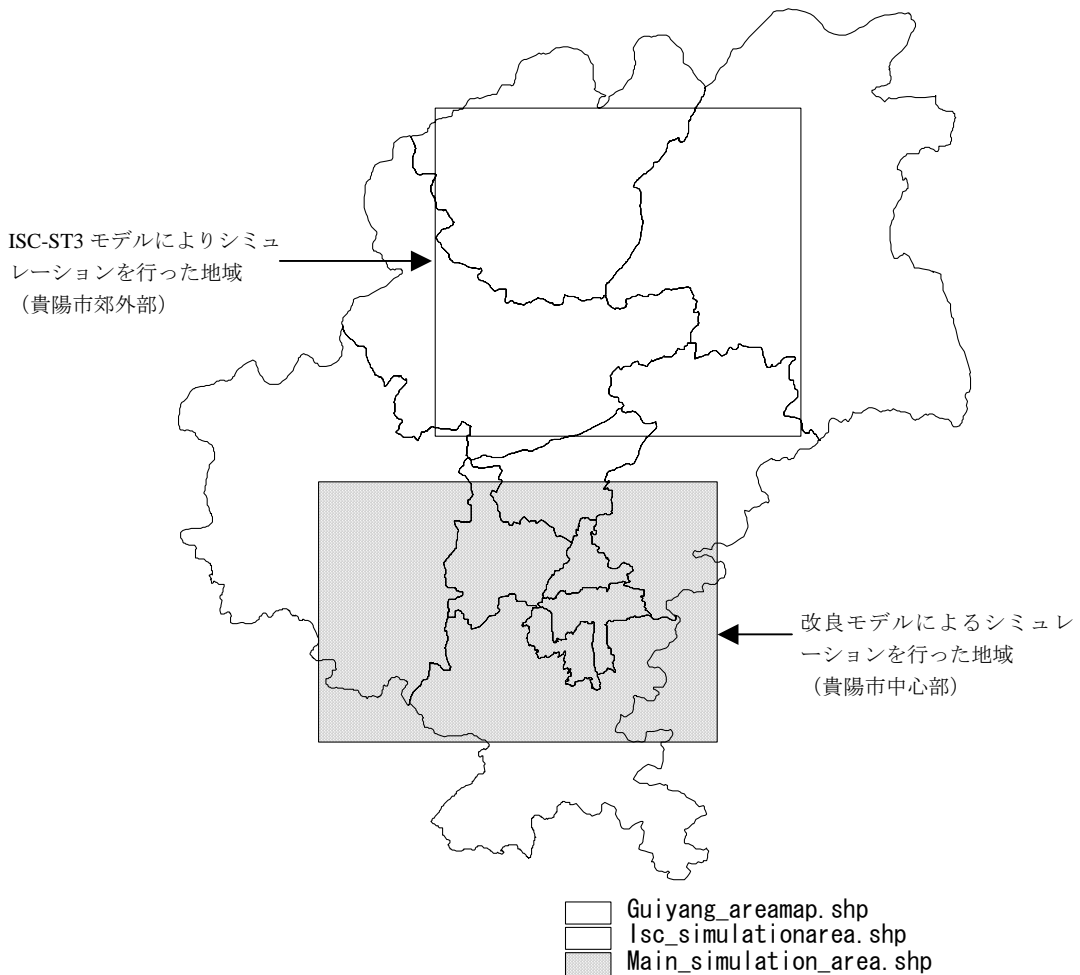 ISC-ST3 モデルによりシミュ
レーションを行った地域
（貴陽市郊外部）
改良モデルによるシミュレ
ーションを行った地域
（貴陽市中心部）
Guiyang_areamap.shp
Isc_simulationarea.shp
Main_simulation_area.shp